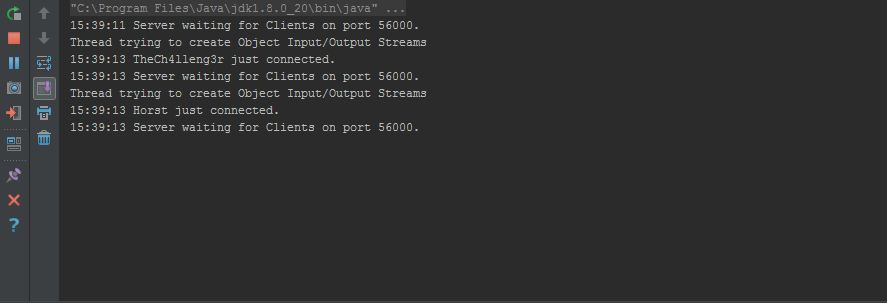 "C:\Program Files\Java\jdk1.8.0_20\bin\java" ...
15:39:11 Server waiting for Clients on port 56000.
Thread trying to create Object Input/Output Streams
15:39:13 TheCh4lleng3r just connected.
15:39:13 Server waiting for Clients on port 56000.
Thread trying to create Object Input/Output Streams
15:39:13 Horst just connected.
15:39:13 Server waiting for Clients on port 56000.